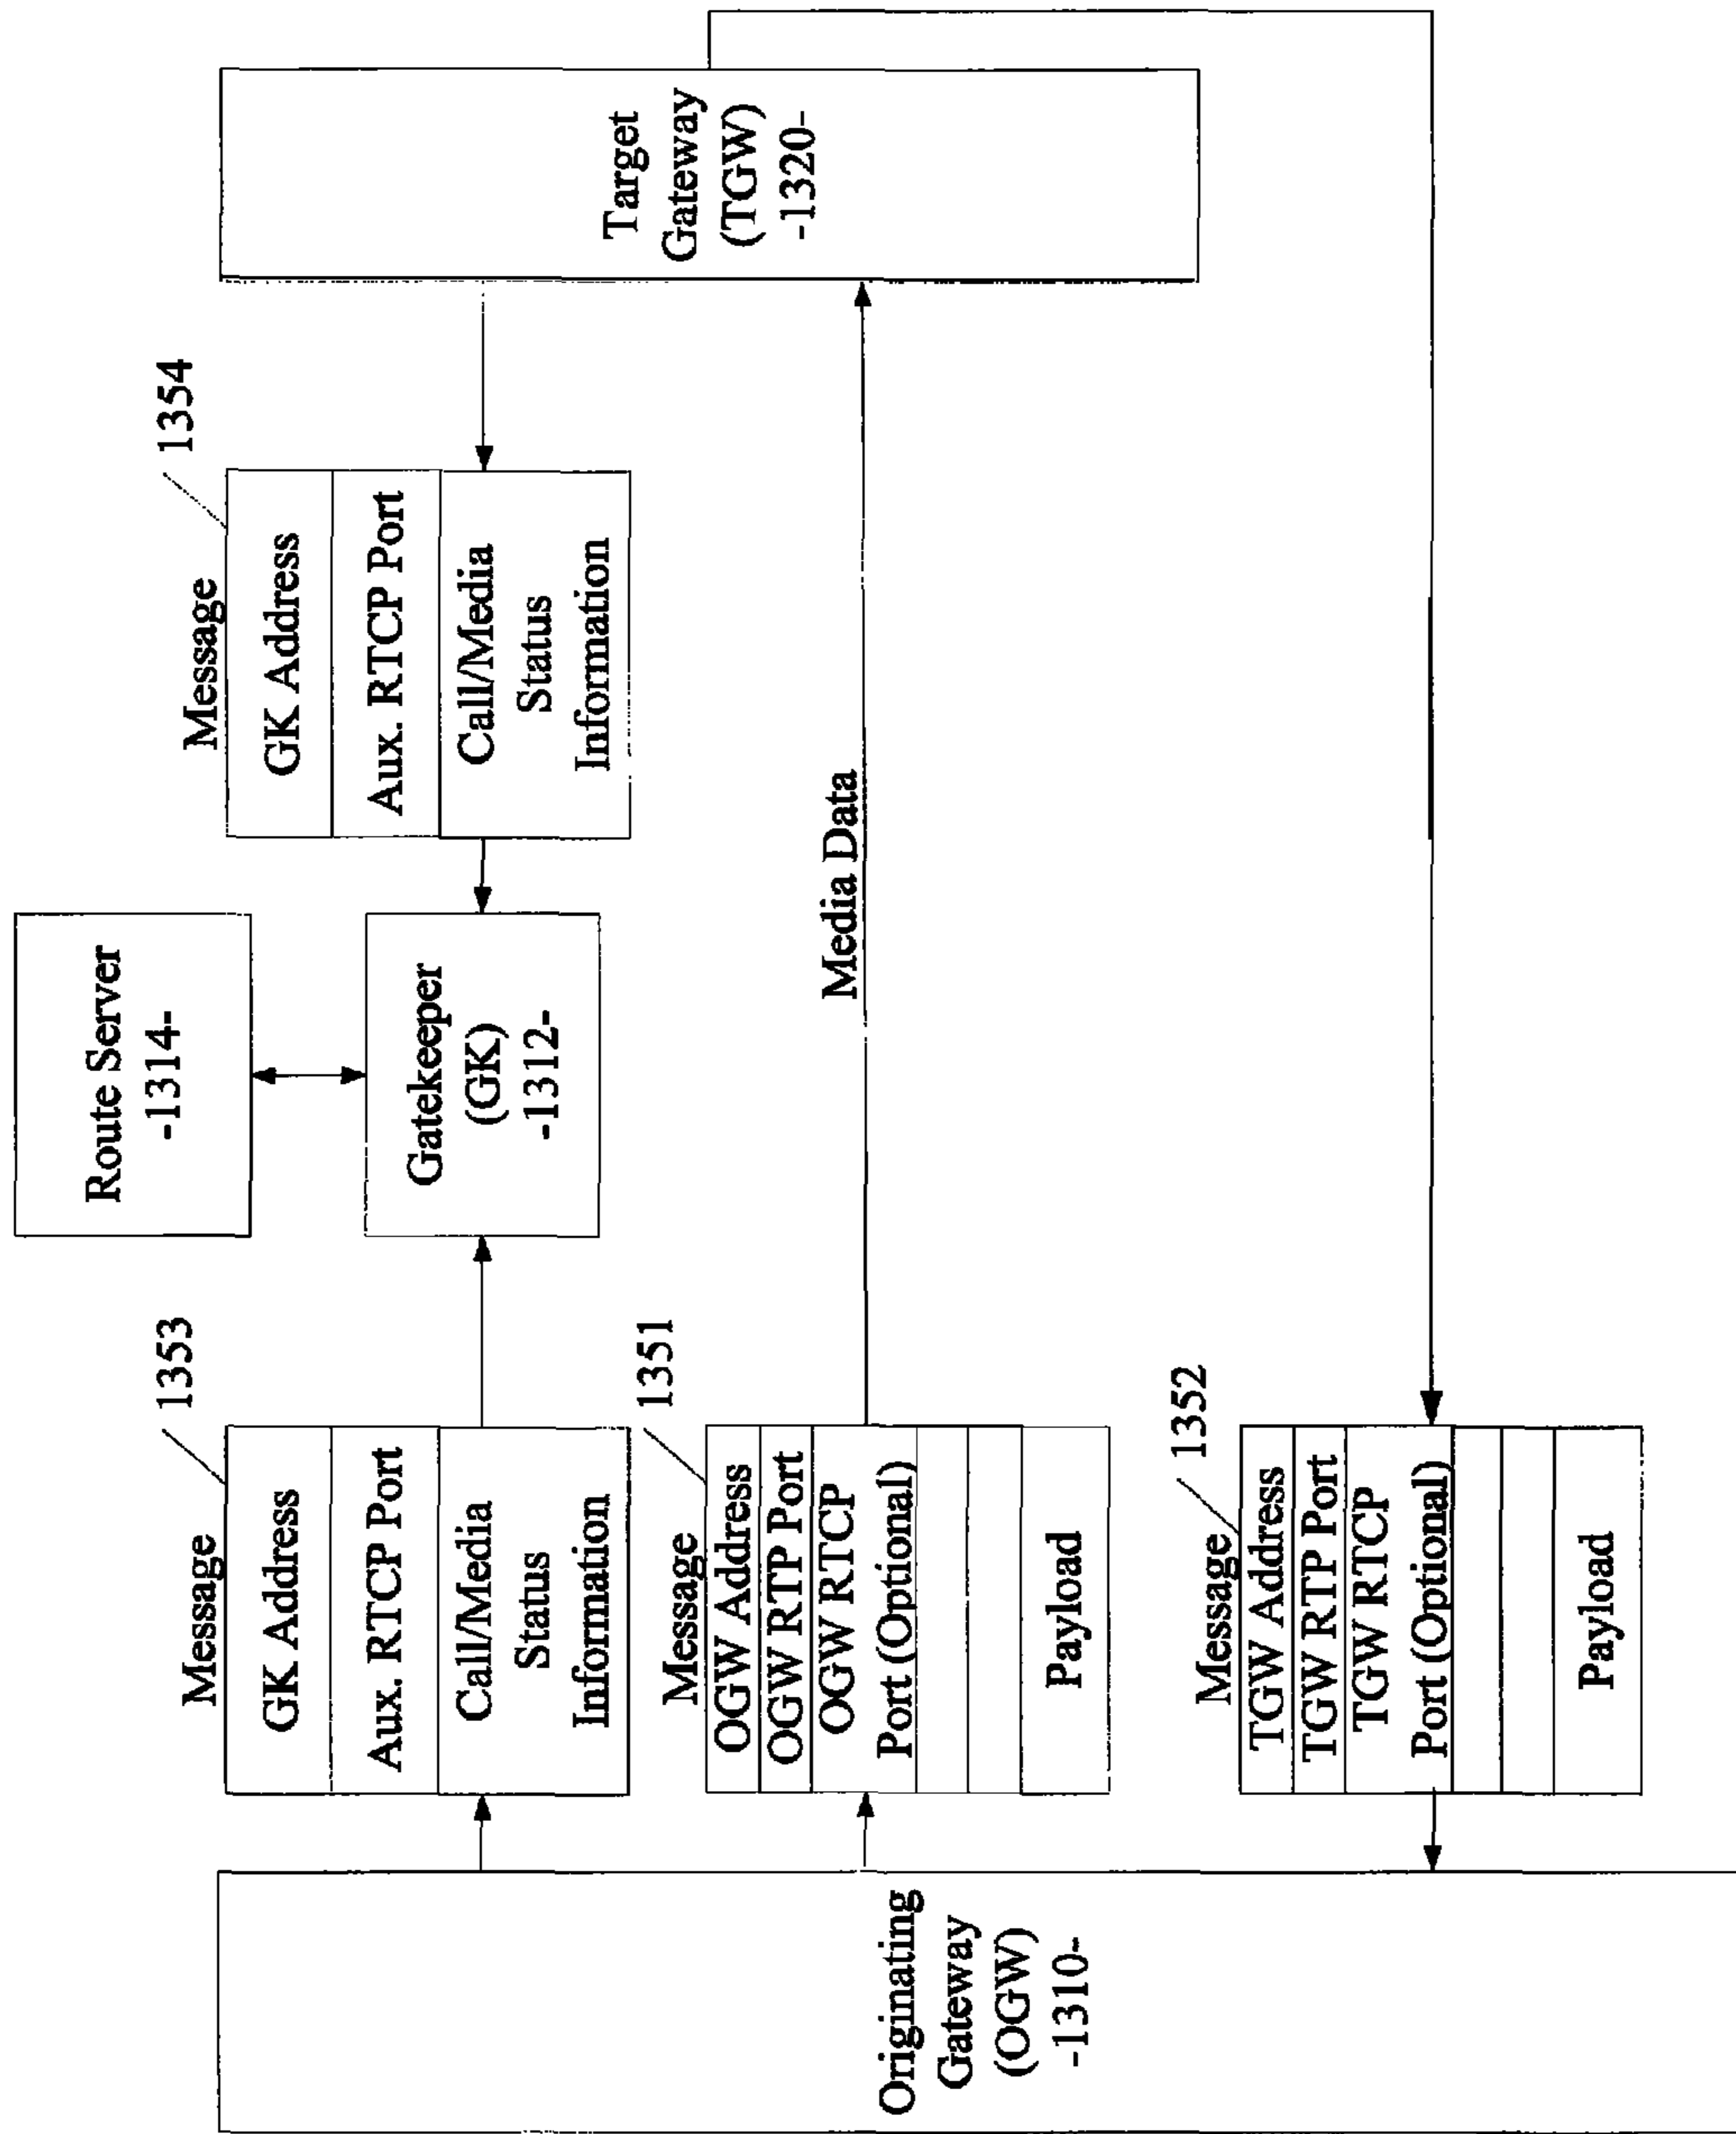 Route Server
-1314-
Message
1353
GK Address
Aux. RTCP Port
Call/Media
Status
Information
Gatekeeper
(GK)
-1312-
Message
1354
GK Address
Aux. RTCP Port
Call/Media
Status
Information
Originating
Gateway
(OGW)
-1310-
Message
1351
OGW Address
OGW RTP Port
OGW RTCP
Port (Optional)
Payload
Media Data
Target
Gateway
(TGW)
-1320-
Message
1352
TGW Address
TGW RTP Port
TGW RTCP
Port (Optional)
Payload